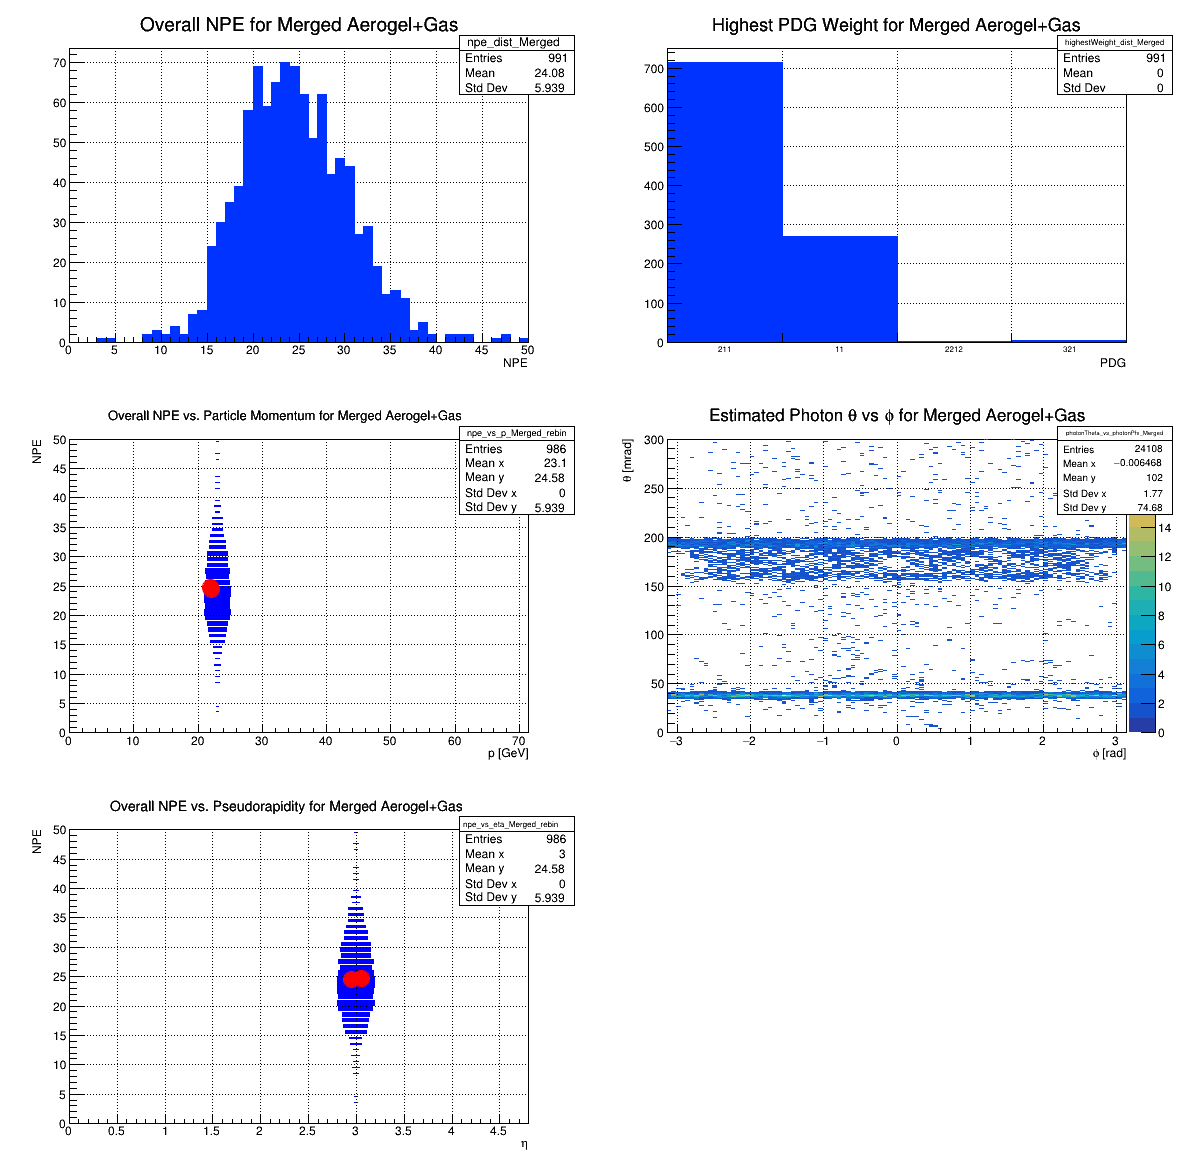 Overall NPE for Merged Aerogel+Gas
npe_dist_Merged
Entries 991
Mean 24.08
Std Dev 5.939
70
60
50
40
30
20
10
0
0 5 10 15 20 25 30 35 40 45 50
NPE
Highest PDG Weight for Merged Aerogel+Gas
highestWeight_dist_Merged
Entries 991
Mean 0
Std Dev 0
700
600
500
400
300
200
100
0
211 11 2212 321
PDG
Overall NPE vs. Particle Momentum for Merged Aerogel+Gas
npe_vs_p_Merged_rebin
Entries 986
Mean x 23.1
Mean y 24.58
Std Dev x 0
Std Dev y 5.939
NPE
50
45
40
35
30
25
20
15
10
5
0
0 10 20 30 40 50 60 70
p [GeV]
Estimated Photon θ vs ϕ for Merged Aerogel+Gas
photonTheta_vs_photonPhi_Merged
Entries 24108
Mean x −0.006468
Mean y 102
Std Dev x 1.77
Std Dev y 74.68
θ [mrad]
300
250
200
150
100
50
0
−3 −2 −1 0 1 2 3
ϕ [rad]
14
12
10
8
6
4
2
0
Overall NPE vs. Pseudorapidity for Merged Aerogel+Gas
npe_vs_eta_Merged_rebin
Entries 986
Mean x 3
Mean y 24.58
Std Dev x 0
Std Dev y 5.939
NPE
50
45
40
35
30
25
20
15
10
5
0
0 0.5 1 1.5 2 2.5 3 3.5 4 4.5
η